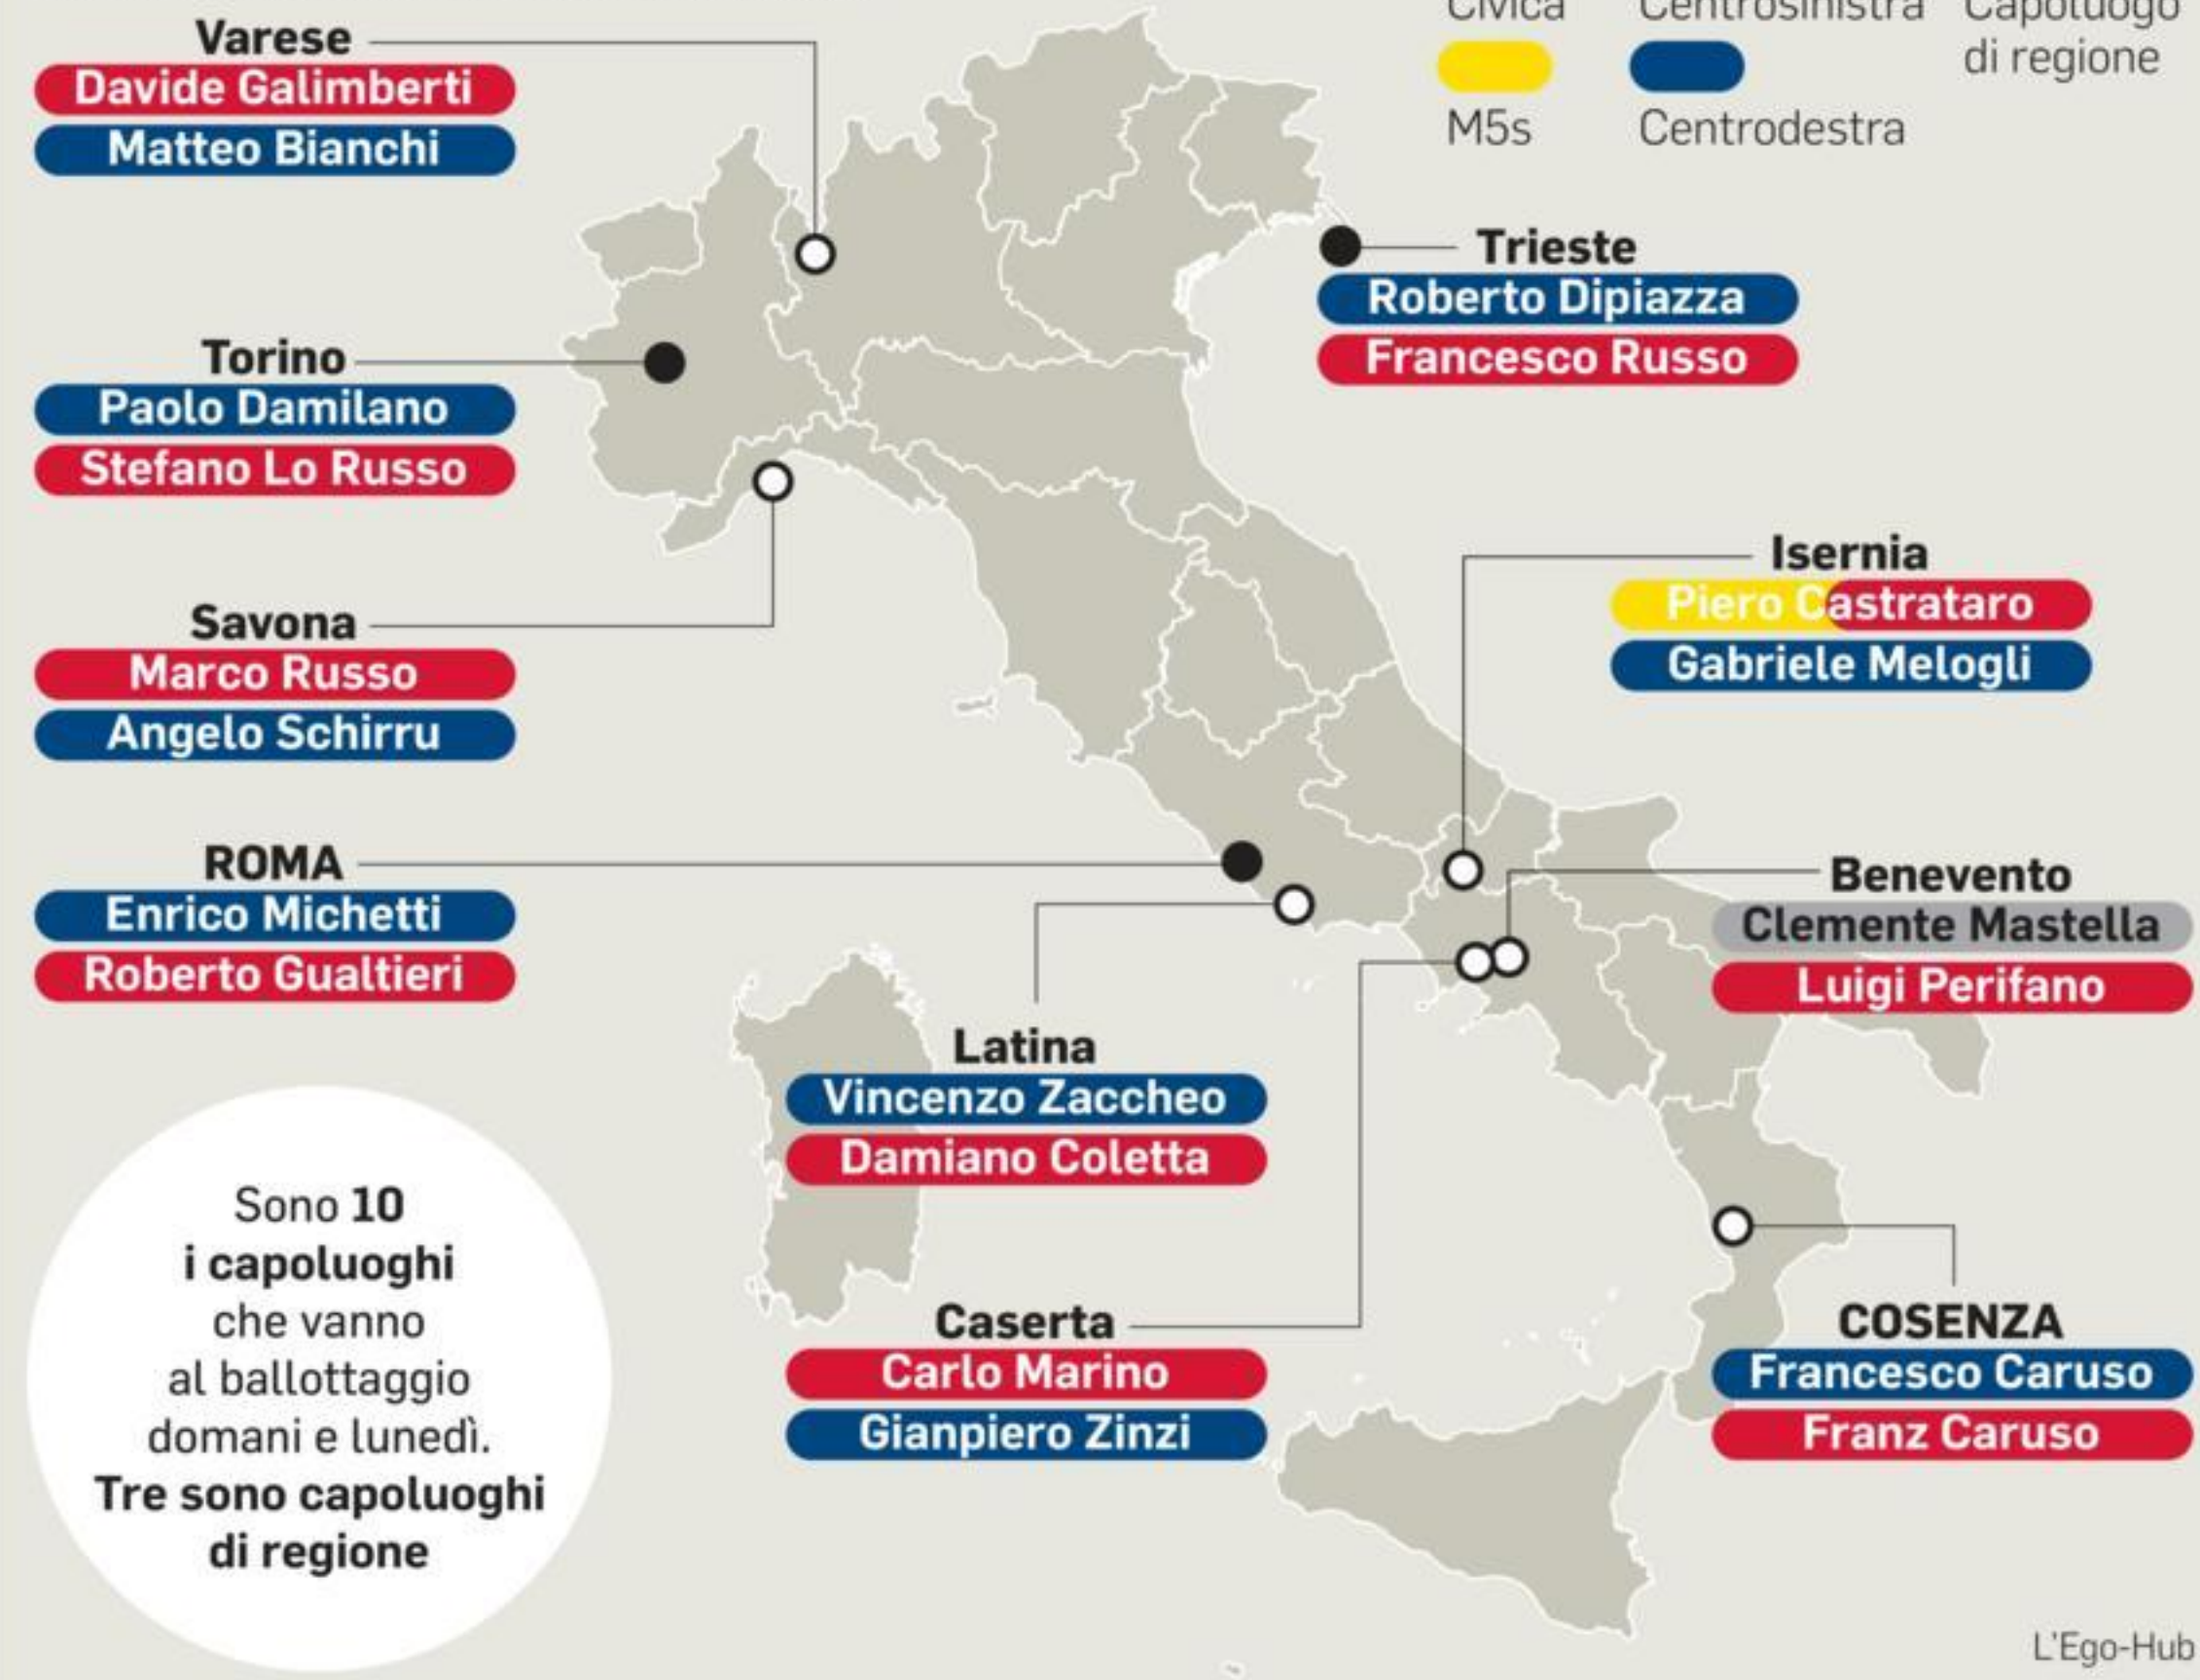 Civica
Centrosinistra
Capoluogo
di regione
M5s
Centrodestra
Varese
Davide Galimberti
Matteo Bianchi
Trieste
Roberto Dipiazza
Francesco Russo
Torino
Paolo Damilano
Stefano Lo Russo
Isernia
Piero Castrataro
Gabriele Melogli
Savona
Marco Russo
Angelo Schirru
ROMA
Enrico Michetti
Roberto Gualtieri
Benevento
Clemente Mastella
Luigi Perifano
Latina
Vincenzo Zaccheo
Damiano Coletta
Caserta
Carlo Marino
Gianpiero Zinzi
COSENZA
Francesco Caruso
Franz Caruso
Sono 10
i capoluoghi
che vanno
al ballottaggio
domani e lunedì.
Tre sono capoluoghi
di regione
L'Ego-Hub